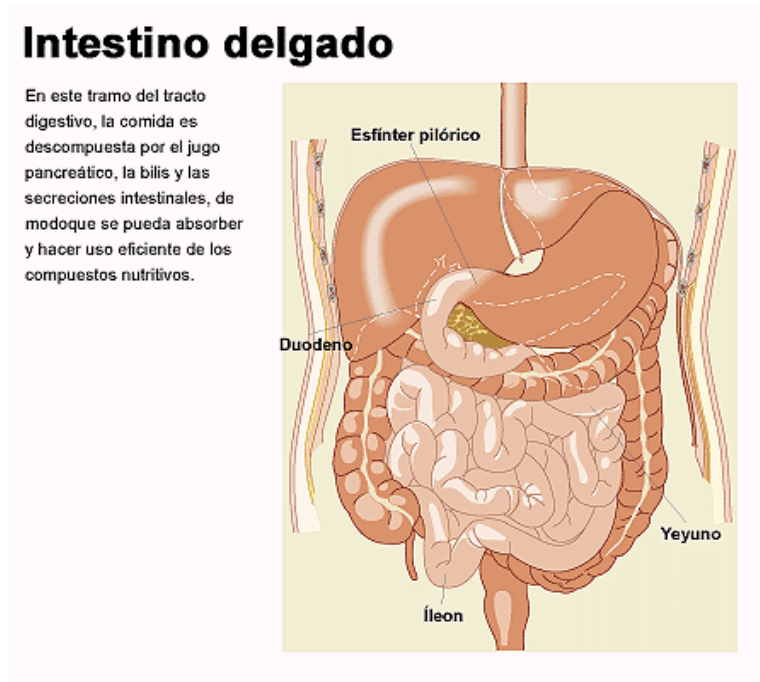 Intestino delgado
En este tramo del tracto
digestivo, la comida es
descompuesta por el jugo
pancreático, la bilis y las
secreciones intestinales, de
modoque se pueda absorber
y hacer uso eficiente de los
compuestos nutritivos.
Esfínter pilórico
Duodeno
Yeyuno
Íleon